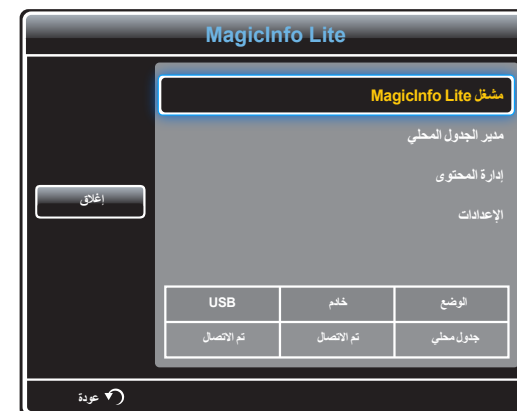 MagicInfo Lite
مشغل MagicInfo Lite
مدير الجدول المحلي
إدارة المحتوى
الإعدادات
إغلاق
الوضع خادم USB
جدول محلي تم الاتصال تم الاتصال
عودة